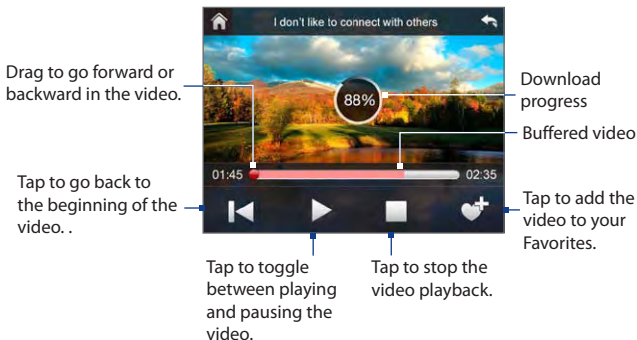 I don't like to connect with others
Drag to go forward or
backward in the video.
88%
Download
progress
Buffered video
01:45
02:35
Tap to go back to
the beginning of the
video. .
Tap to add the
video to your
Favorites.
Tap to toggle
between playing
and pausing the
video.
Tap to stop the
video playback.